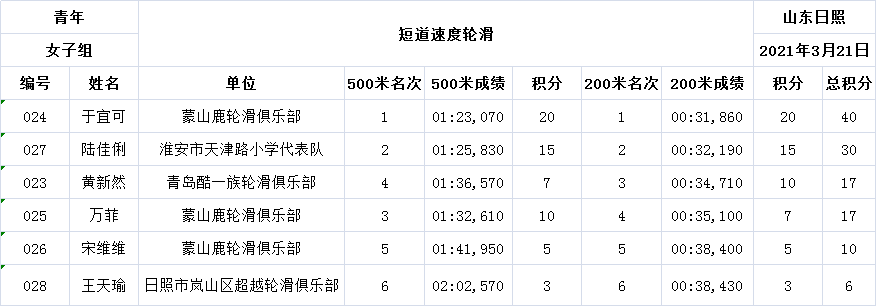 青年 短道速度轮滑 山东日照
女子组 2021年3月21日
编号 姓名 单位 500米名次 500米成绩 积分 200米名次 200米成绩 积分 总积分
024 于宜可 蒙山鹿轮滑俱乐部 1 01:23,070 20 1 00:31,860 20 40
027 陆佳俐 淮安市天津路小学代表队 2 01:25,830 15 2 00:32,190 15 30
023 黄新然 青岛酷一族轮滑俱乐部 4 01:36,570 7 3 00:34,710 10 17
025 万菲 蒙山鹿轮滑俱乐部 3 01:32,610 10 4 00:35,100 7 17
026 宋维维 蒙山鹿轮滑俱乐部 5 01:41,950 5 5 00:38,400 5 10
028 王天瑜 日照市岚山区超越轮滑俱乐部 6 02:02,570 3 6 00:38,430 3 6